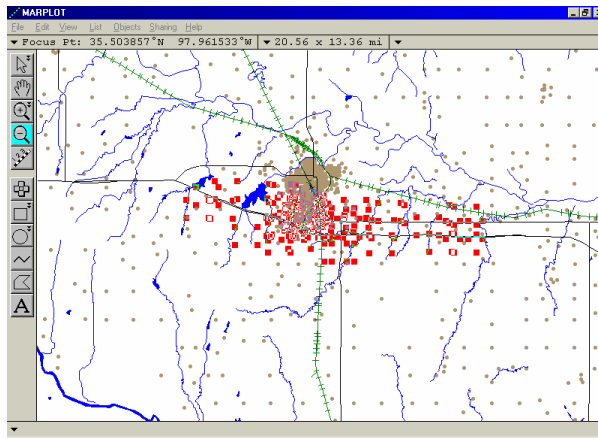 MARPLOT
File Edit View List Objects Sharing Help
Focus Pt: 35.503857°N 97.961533°W 20.56 x 13.36 mi
A